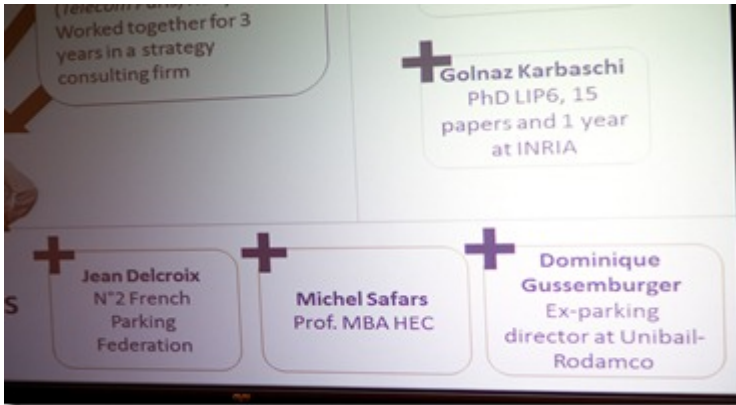 (Telecom Paris)
Worked together for 3
years in a strategy
consulting firm
Golnaz Karbaschi
PhD LIP6, 15
papers and 1 year
at INRIA
S
Jean Delcroix
N°2 French
Parking
Federation
Michel Safars
Prof. MBA HEC
Dominique
Gussemburger
Ex-parking
director at Unibail-
Rodamco